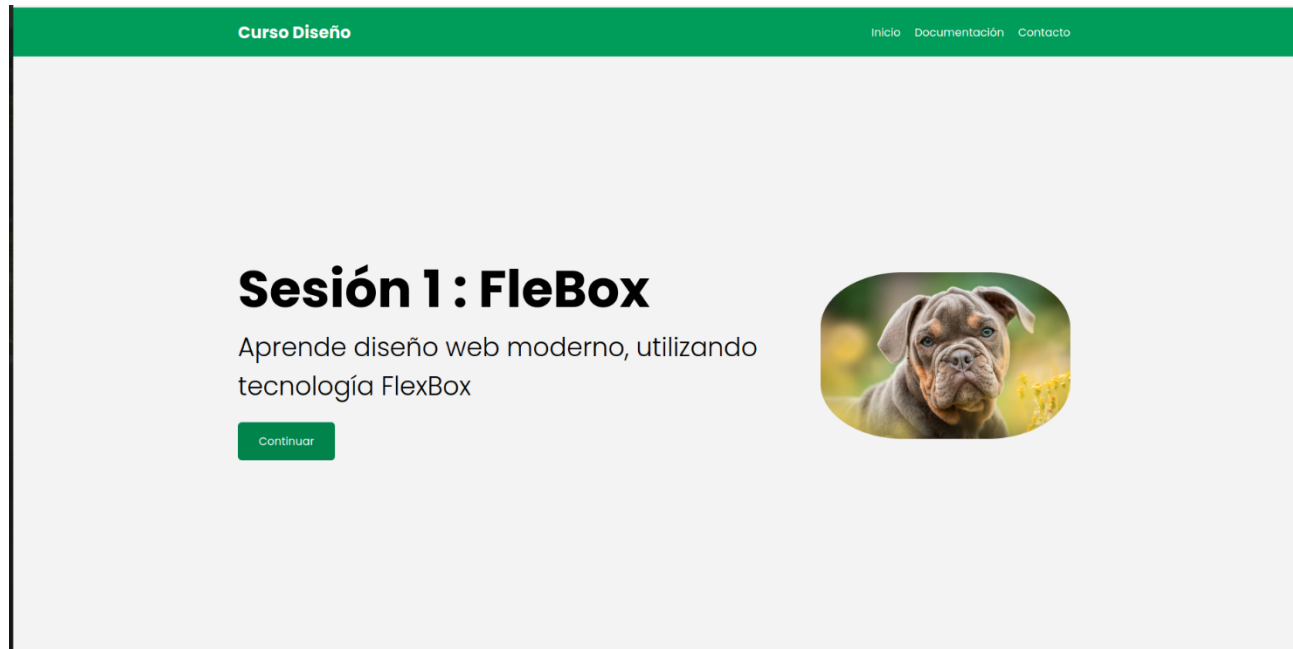 Curso Diseño
Inicio Documentación Contacto
Sesión 1 : FleBox
Aprende diseño web moderno, utilizando
tecnología FlexBox
Continuar